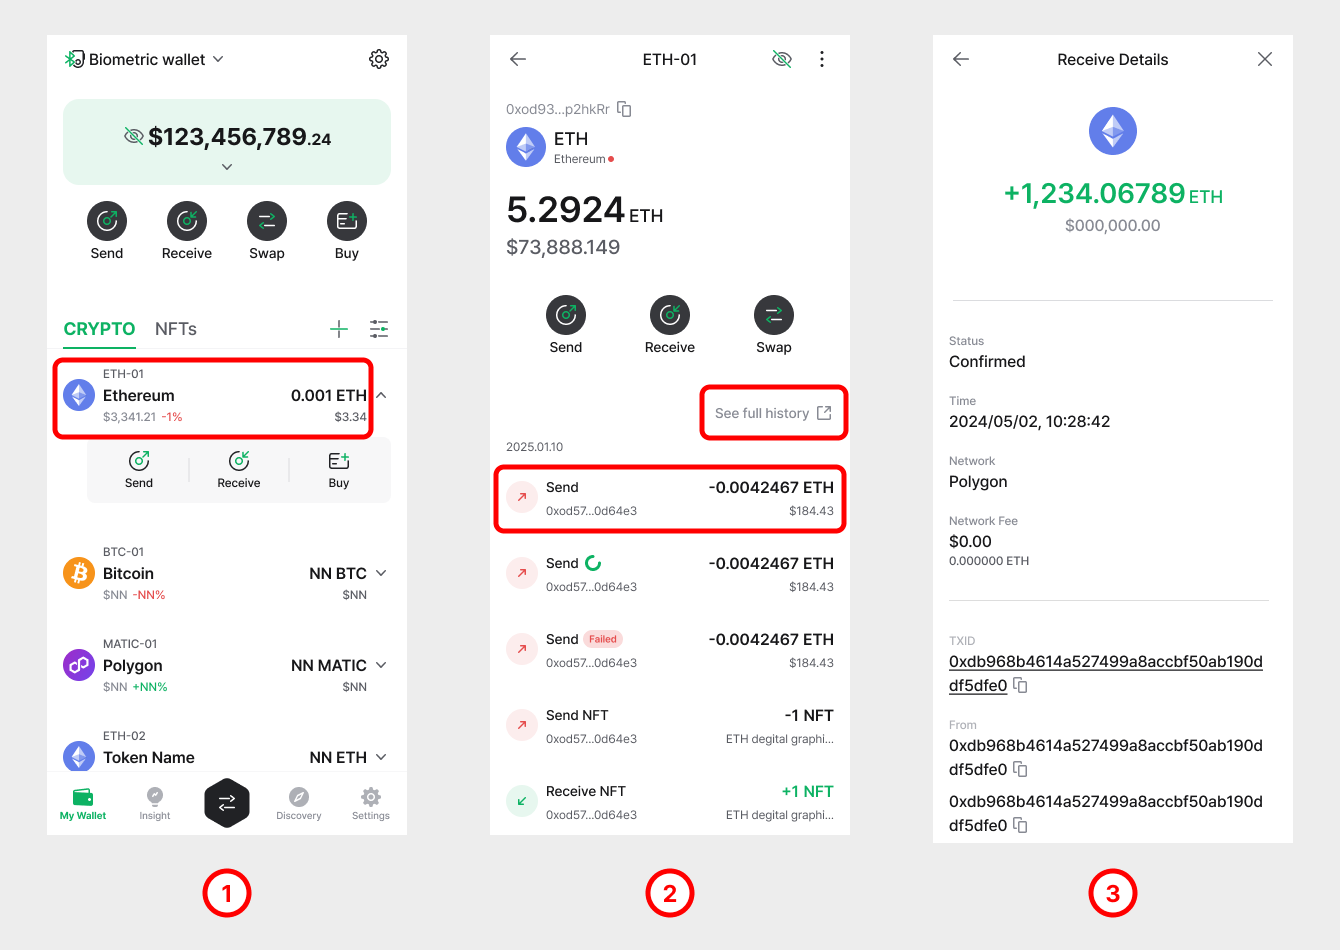 Biometric wallet
$123,456,789.24
Send
Receive
Swap
Buy
CRYPTO
NFTs
ETH-01
Ethereum
0.001 ETH
$3,341.21 -1%
$3.34
Send
Receive
Buy
BTC-01
Bitcoin
NN BTC
$NN -NN%
$NN
MATIC-01
Polygon
NN MATIC
$NN +NN%
$NN
ETH-02
Token Name
NN ETH
My Wallet
Insight
Discovery
Settings
1
ETH-01
0xod93...p2hkRr
ETH
Ethereum
5.2924 ETH
$73,888.149
Send
Receive
Swap
See full history
2025.01.10
Send
-0.0042467 ETH
0xod57...0d64e3
$184.43
Send
-0.0042467 ETH
0xod57...0d64e3
$184.43
Send Failed
-0.0042467 ETH
0xod57...0d64e3
$184.43
Send NFT
-1 NFT
0xod57...0d64e3
ETH degital graphi...
Receive NFT
+1 NFT
0xod57...0d64e3
ETH degital graphi...
2
Receive Details
+1,234.06789 ETH
$000,000.00
Status
Confirmed
Time
2024/05/02, 10:28:42
Network
Polygon
Network Fee
$0.00
0.000000 ETH
TXID
0xdb968b4614a527499a8accbf50ab190d
df5dfe0
From
0xdb968b4614a527499a8accbf50ab190d
df5dfe0
0xdb968b4614a527499a8accbf50ab190d
df5dfe0
3